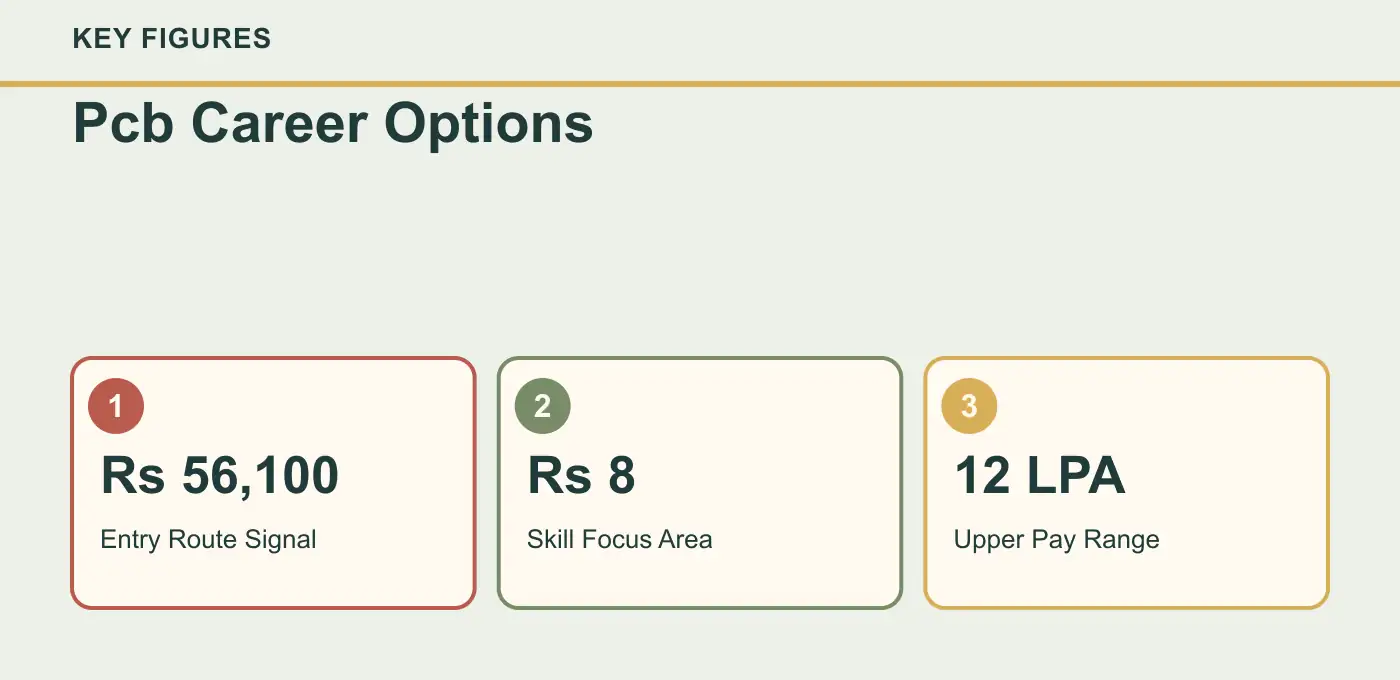 KEY FIGURES
Pcb Career Options
1
Rs 56,100
Entry Route Signal
2
Rs 8
Skill Focus Area
3
12 LPA
Upper Pay Range